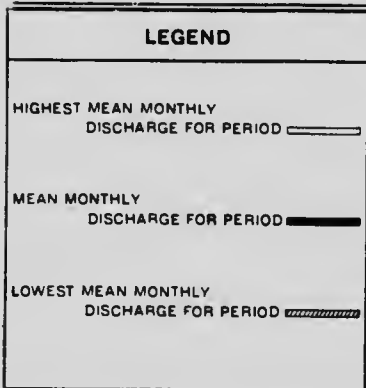 LEGEND
HIGHEST MEAN MONTHLY
DISCHARGE FOR PERIOD
MEAN MONTHLY
DISCHARGE FOR PERIOD
LOWEST MEAN MONTHLY
DISCHARGE FOR PERIOD